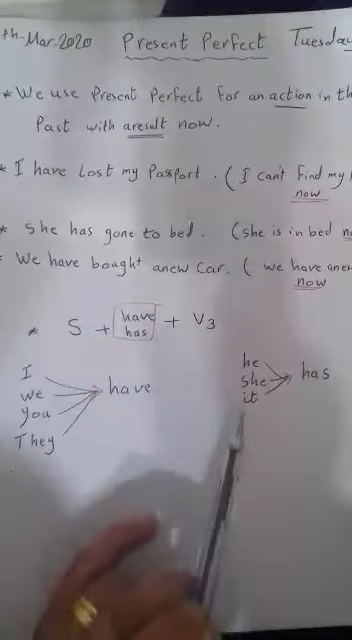 th-Mar-2020 Present Perfect Tuesday
* We use Present Perfect for an action in the
Past with aresult now.
* I have Lost my Passport. (I can't find my
now
* She has gone to bed. (she is in bed
* We have bought anew Car. (we have anew
now
* S + have has + V3
I
we
you
They
have
he
she
it
has